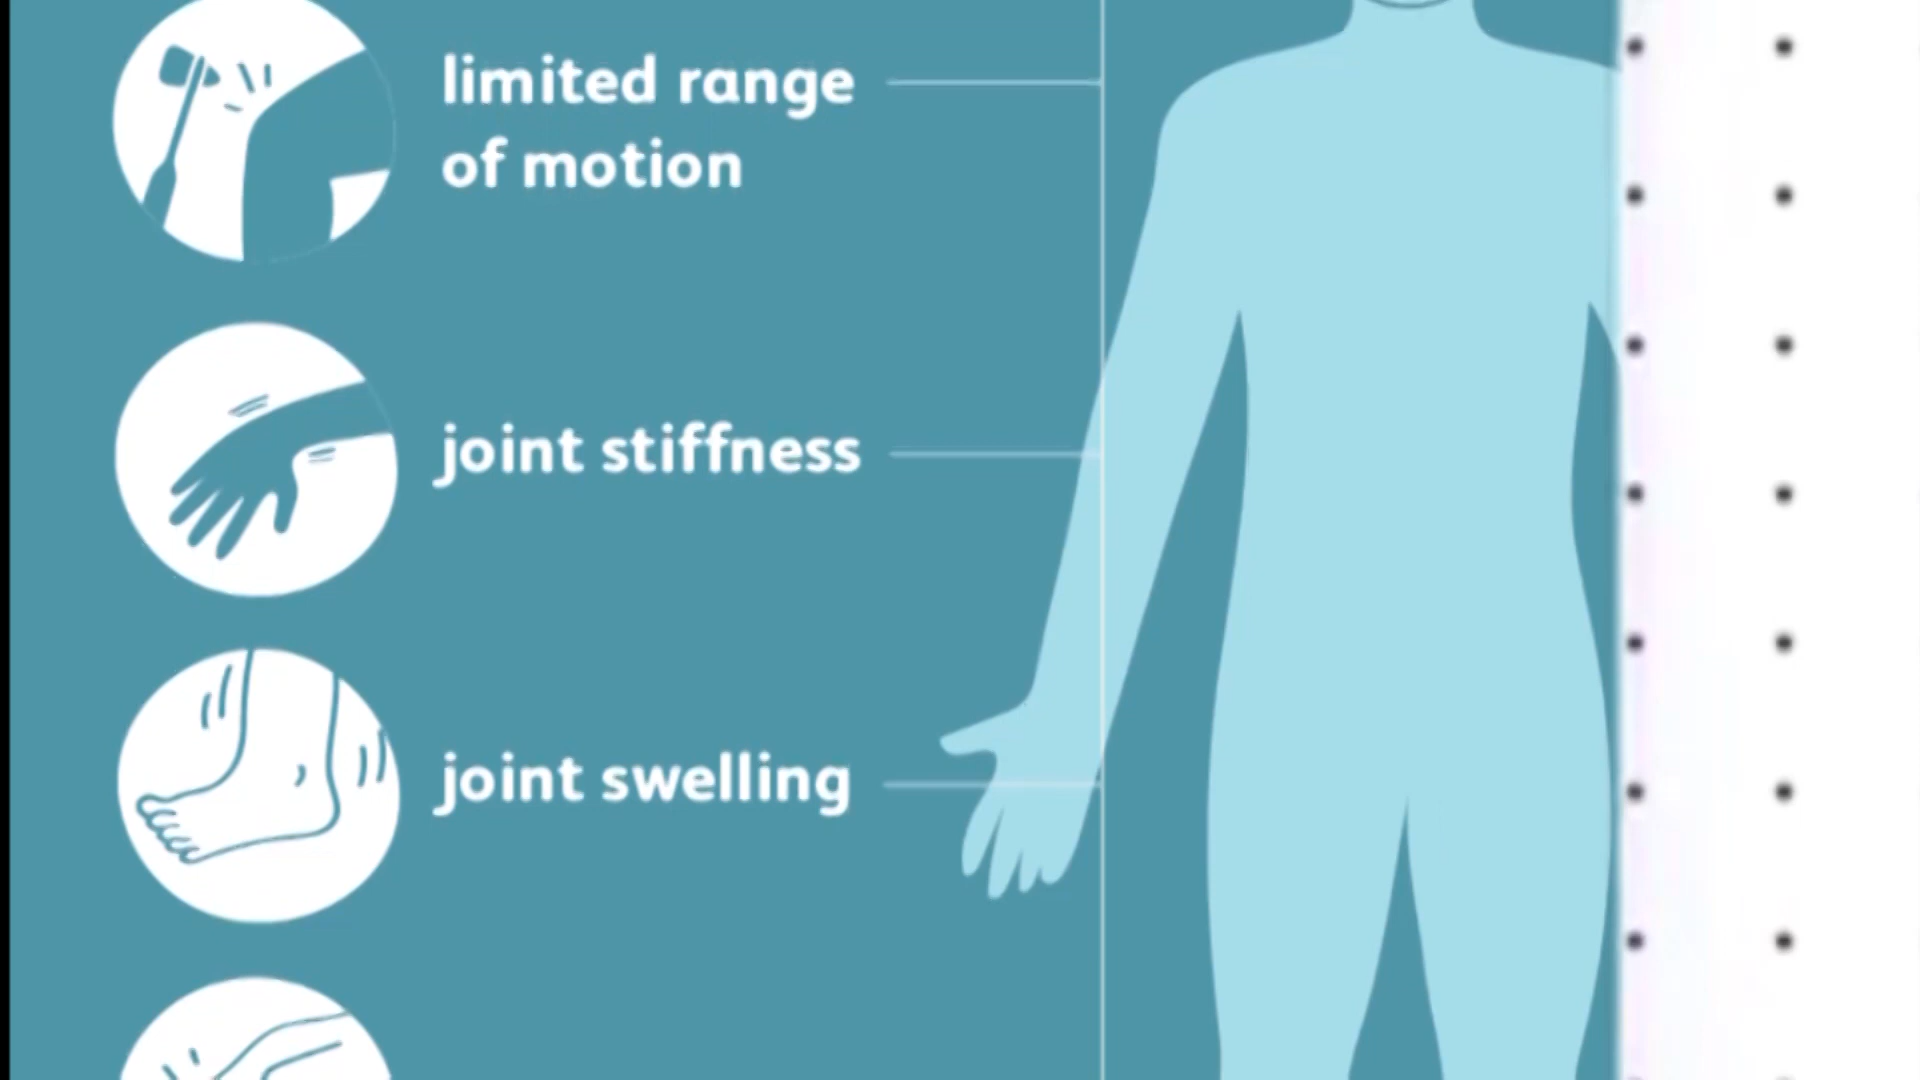 limited range
of motion
joint stiffness
joint swelling